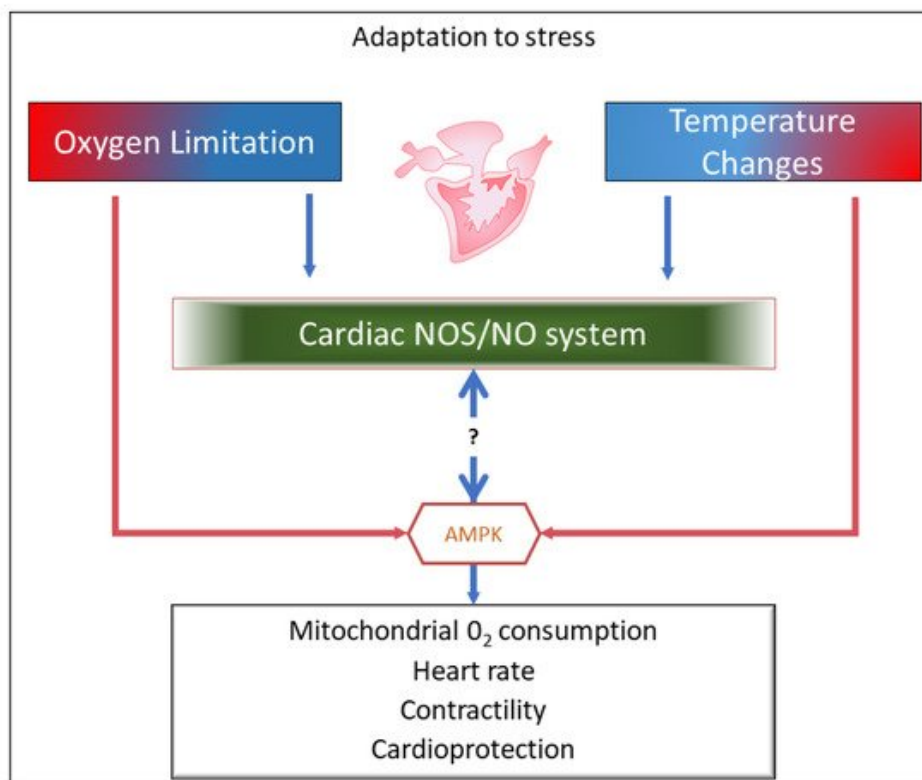 Adaptation to stress
Oxygen Limitation
Temperature
Changes
Cardiac NOS/NO system
?
AMPK
Mitochondrial 0₂ consumption
Heart rate
Contractility
Cardioprotection